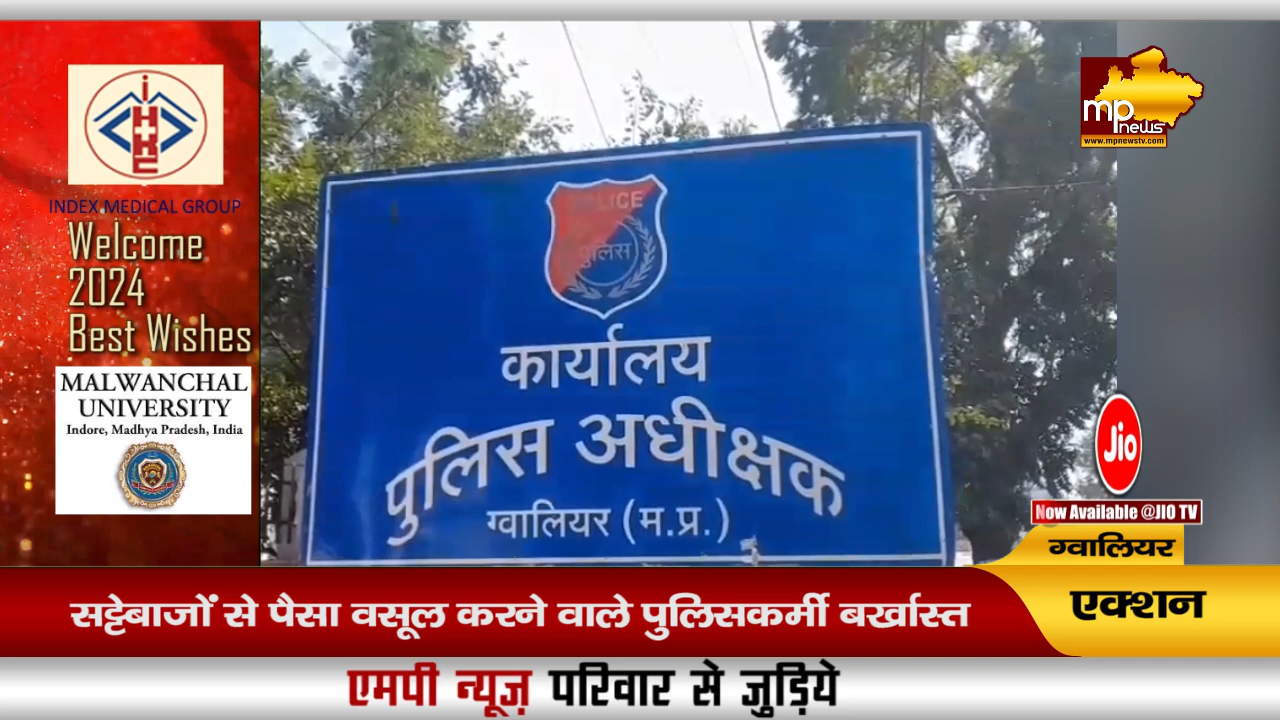 INDEX MEDICAL GROUP
Welcome
2024
Best Wishes
MALWANCHAL
UNIVERSITY
Indore, Madhya Pradesh, India
POLICE
पुलिस
कार्यालय
पुलिस अधीक्षक
ग्वालियर (म.प्र.)
mp
news
www.mpnewstv.com
Jio
Now Available @JIO TV
ग्वालियर
एक्शन
सट्टेबाजों से पैसा वसूल करने वाले पुलिसकर्मी बर्खास्त
एमपी न्यूज़ परिवार से जुड़िये